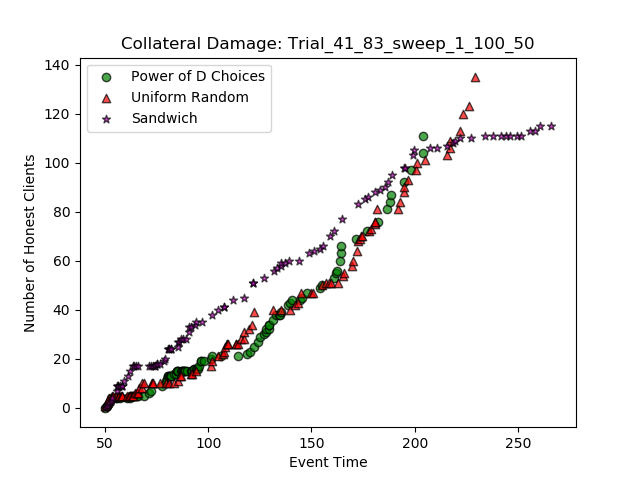 Collateral Damage: Trial_41_83_sweep_1_100_50
Power of D Choices
Uniform Random
Sandwich
Number of Honest Clients
140
120
100
80
60
40
20
0
50
100
150
200
250
Event Time